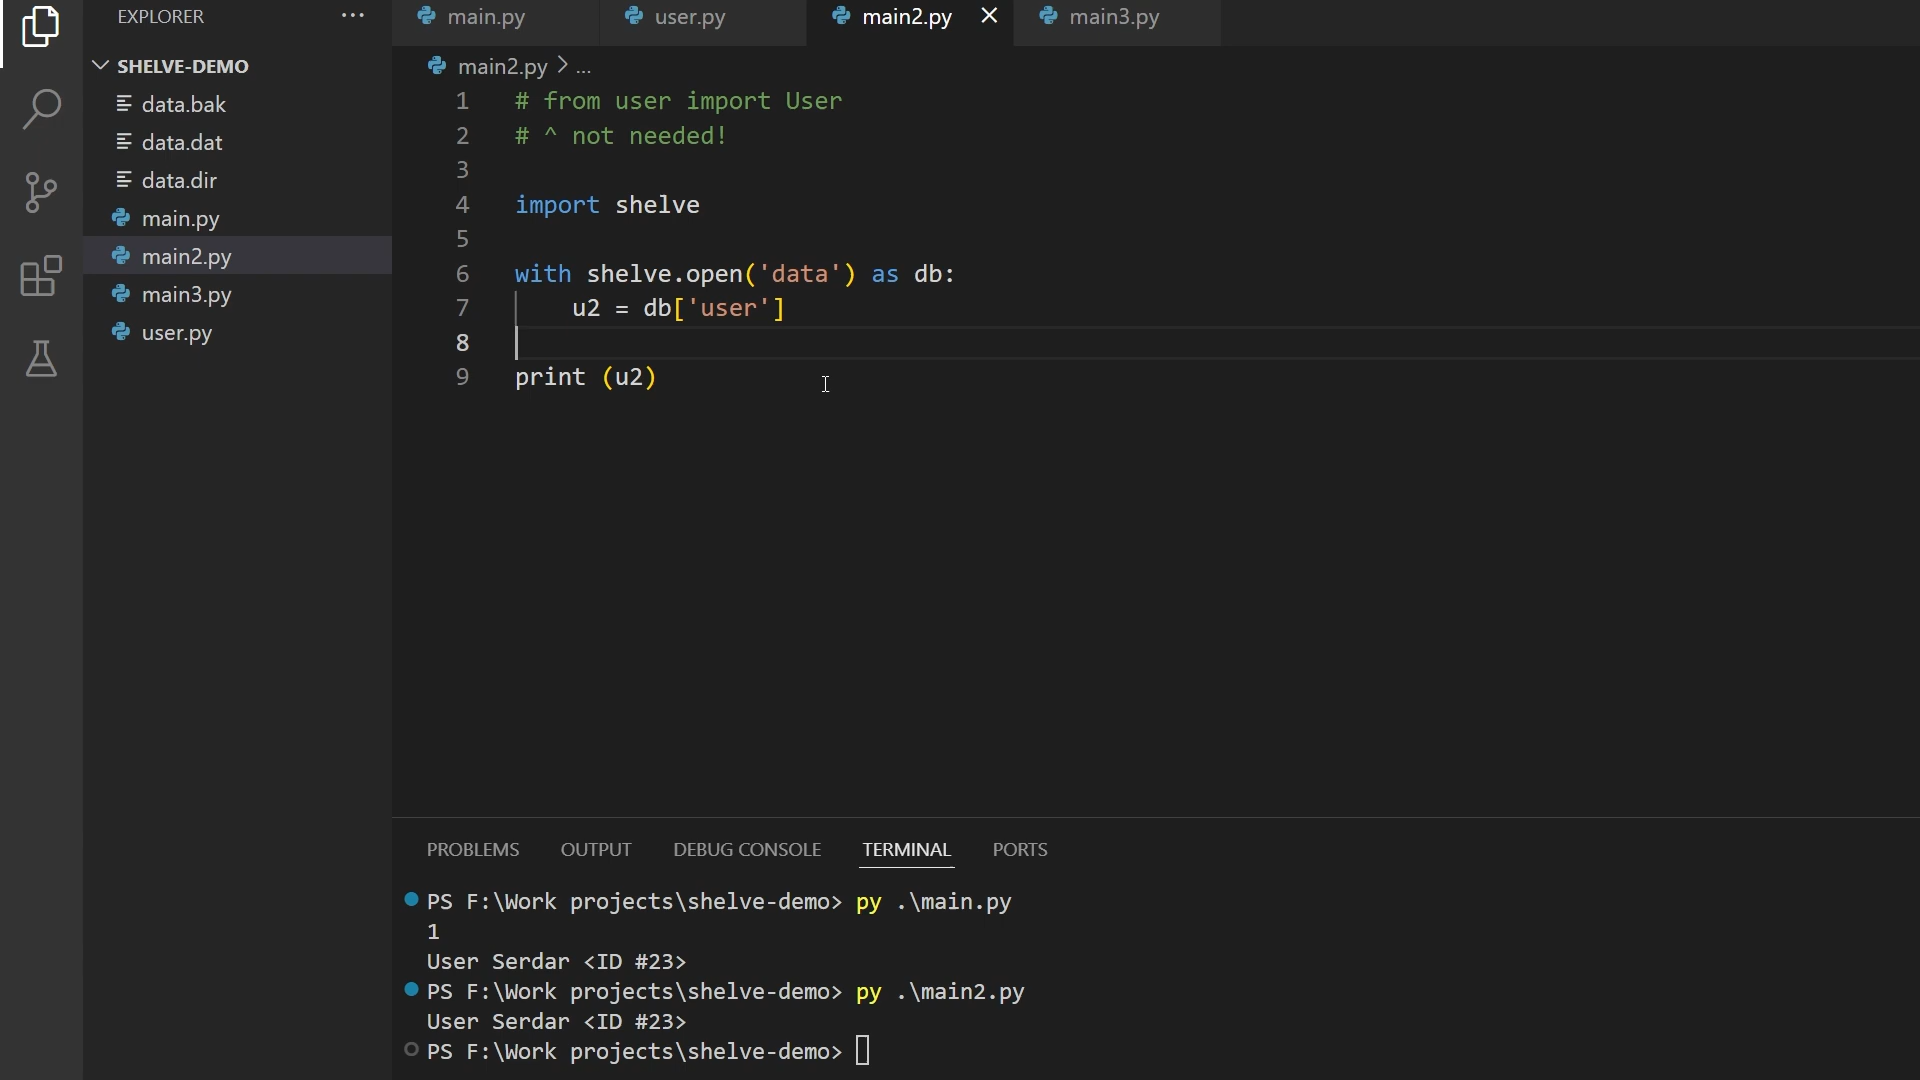 EXPLORER ...
SHELVE-DEMO
data.bak
data.dat
data.dir
main.py
main2.py
main3.py
user.py
main.py user.py main2.py main3.py
main2.py > ...
1 # from user import User
2 # ^ not needed!
3
4 import shelve
5
6 with shelve.open('data') as db:
7 u2 = db['user']
8
9 print (u2)
PROBLEMS OUTPUT DEBUG CONSOLE TERMINAL PORTS
PS F:\Work projects\shelve-demo> py .\main.py
1
User Serdar <ID #23>
PS F:\Work projects\shelve-demo> py .\main2.py
User Serdar <ID #23>
PS F:\Work projects\shelve-demo>